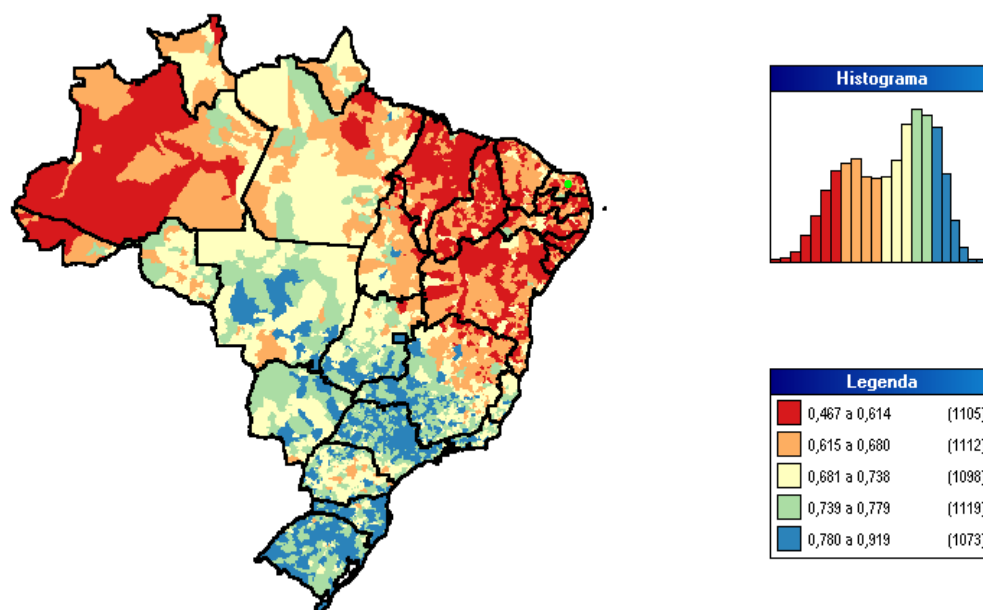 Histograma
Legenda
0,467 a 0,614 (1105)
0,615 a 0,680 (1112)
0,681 a 0,738 (1098)
0,739 a 0,779 (1119)
0,780 a 0,919 (1073)